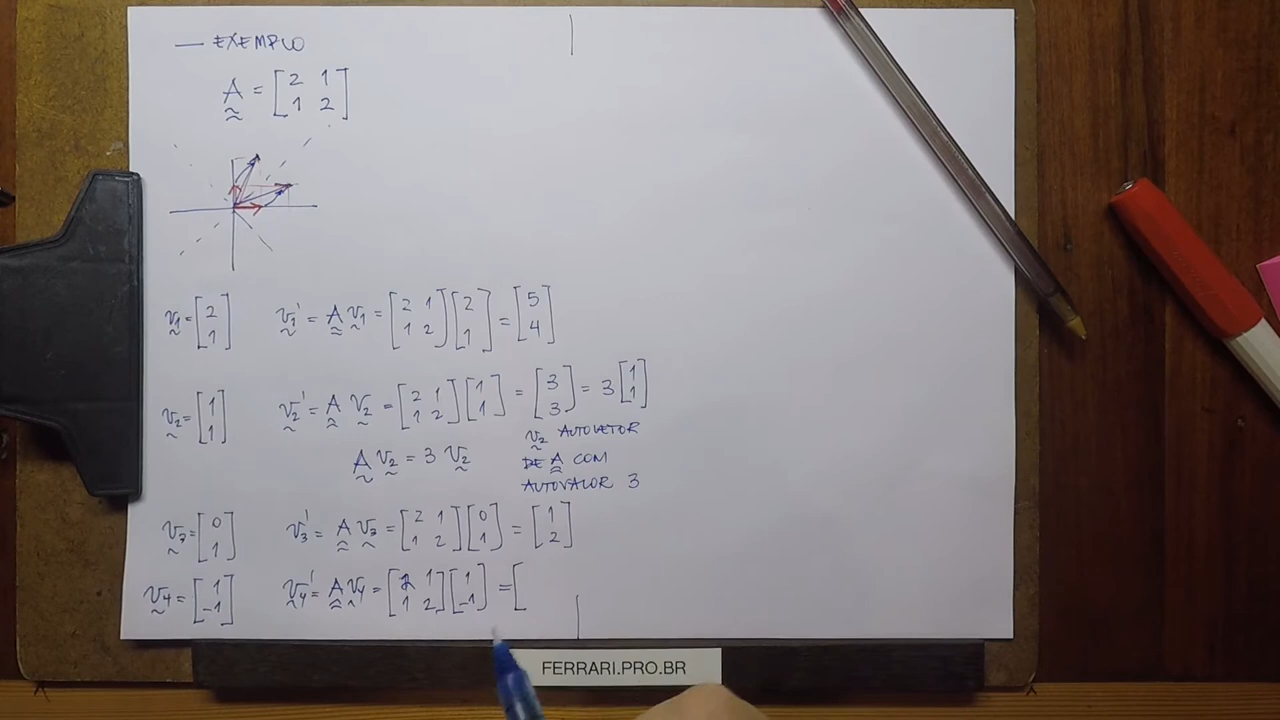 — EXEMPLO
A = [2 1; 1 2]
v1 = [2; 1] v1' = A v1 = [2 1; 1 2][2; 1] = [5; 4]
v2 = [1; 1] v2' = A v2 = [2 1; 1 2][1; 1] = [3; 3] = 3 [1; 1]
A v2 = 3 v2
v2 AUTOVETOR
DE A COM
AUTOVALOR 3
v3 = [0; 1] v3' = A v3 = [2 1; 1 2][0; 1] = [1; 2]
v4 = [1; -1] v4' = A v4 = [2 1; 1 2][1; -1] = [
FERRARI.PRO.BR